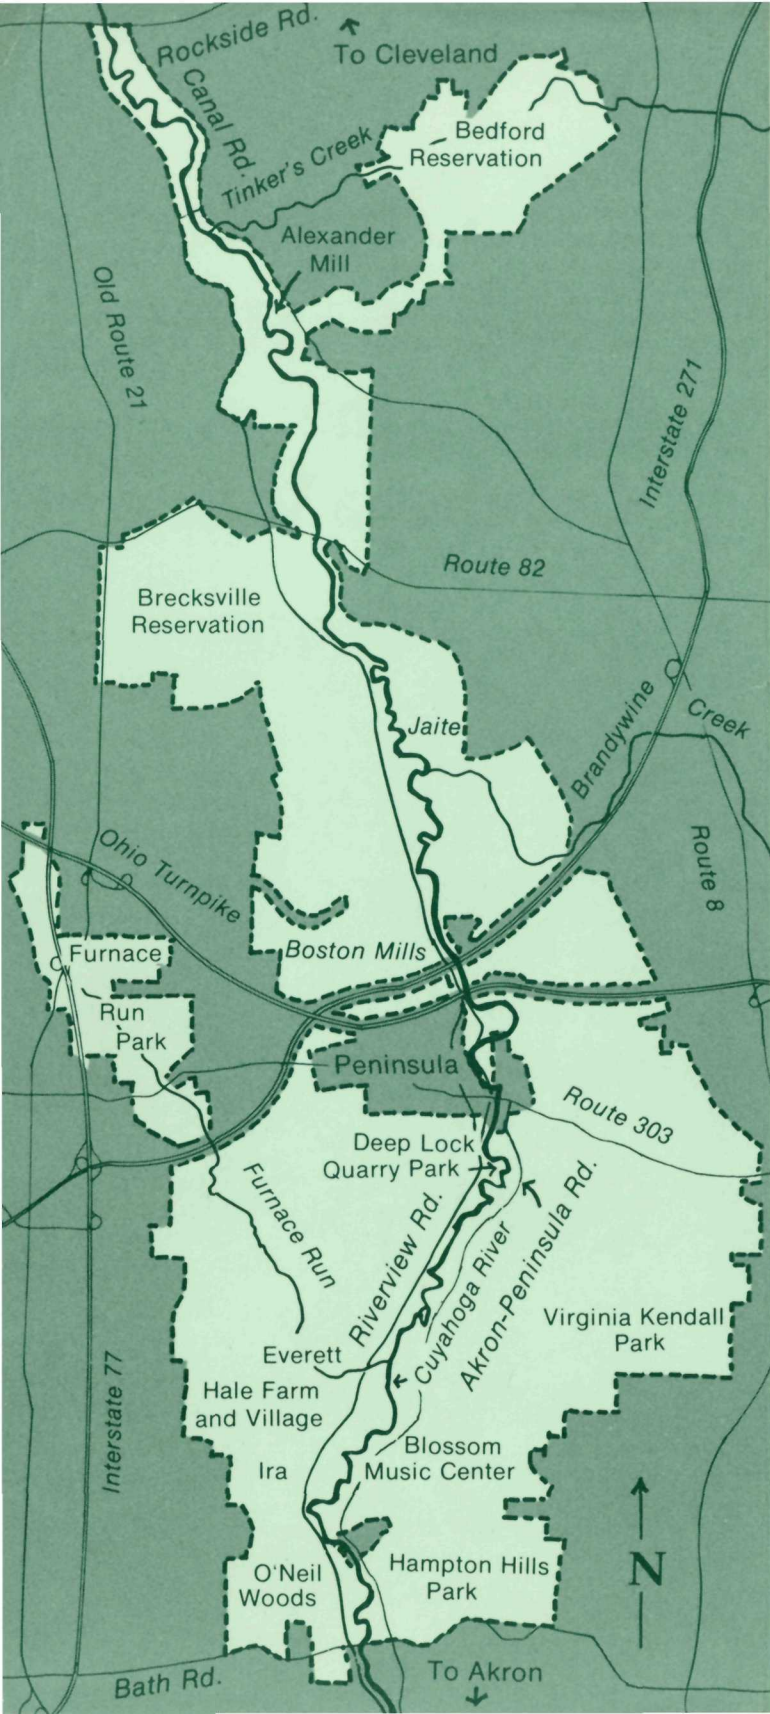 Rockside Rd.
To Cleveland
Canal Rd.
Tinker's Creek
Bedford
Reservation
Alexander
Mill
Old Route 21
Interstate 271
Route 82
Brecksville
Reservation
Jaite
Brandywine
Creek
Ohio Turnpike
Route 8
Furnace
Run
Park
Boston Mills
Peninsula
Route 303
Deep Lock
Quarry Park
Furnace Run
Riverview Rd.
Cuyahoga River
Akron-Peninsula Rd.
Virginia Kendall
Park
Everett
Hale Farm
and Village
Interstate 77
Ira
Blossom
Music Center
N
O'Neil
Woods
Hampton Hills
Park
Bath Rd.
To Akron